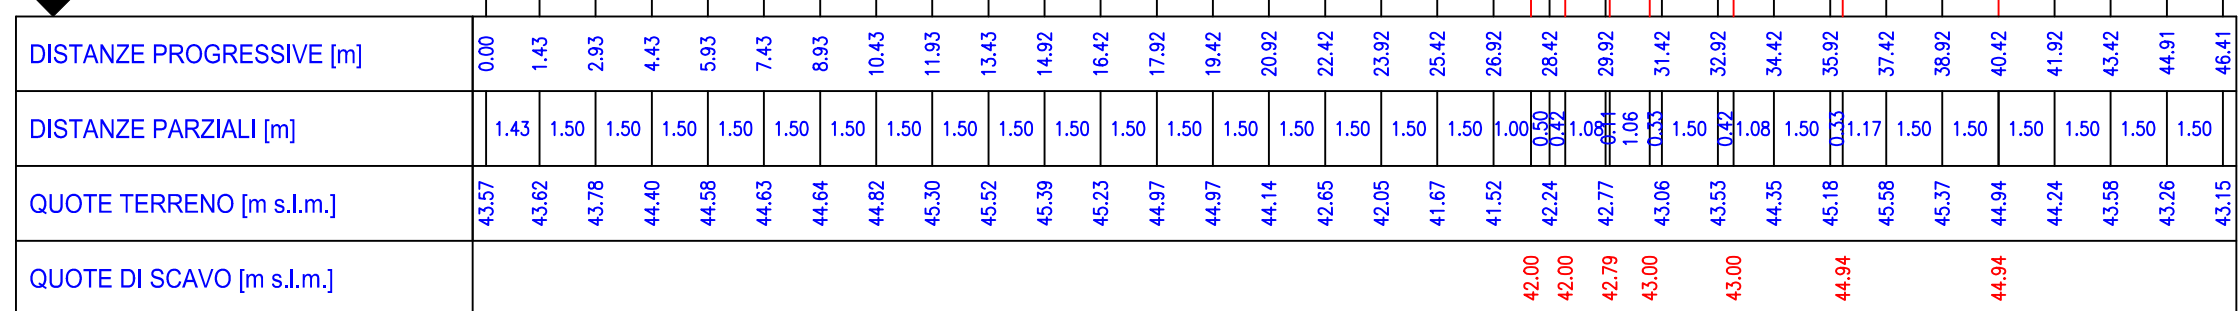 DISTANZE PROGRESSIVE [m] 0.00 1.43 2.93 4.43 5.93 7.43 8.93 10.43 11.93 13.43 14.92 16.42 17.92 19.42 20.92 22.42 23.92 25.42 26.92 28.42 29.92 31.42 32.92 34.42 35.92 37.42 38.92 40.42 41.92 43.42 44.91 46.41
DISTANZE PARZIALI [m] 1.43 1.50 1.50 1.50 1.50 1.50 1.50 1.50 1.50 1.50 1.50 1.50 1.50 1.50 1.50 1.50 1.50 1.50 1.00 0.50 0.42 1.08 0.11 1.06 0.33 1.50 0.42 1.08 1.50 0.33 1.17 1.50 1.50 1.50 1.50 1.50 1.50
QUOTE TERRENO [m s.l.m.] 43.57 43.62 43.78 44.40 44.58 44.63 44.64 44.82 45.30 45.52 45.39 45.23 44.97 44.97 44.14 42.65 42.05 41.67 41.52 42.24 42.77 43.06 43.53 44.35 45.18 45.58 45.37 44.94 44.24 43.58 43.26 43.15
QUOTE DI SCAVO [m s.l.m.] 42.00 42.00 42.79 43.00 43.00 44.94 44.94